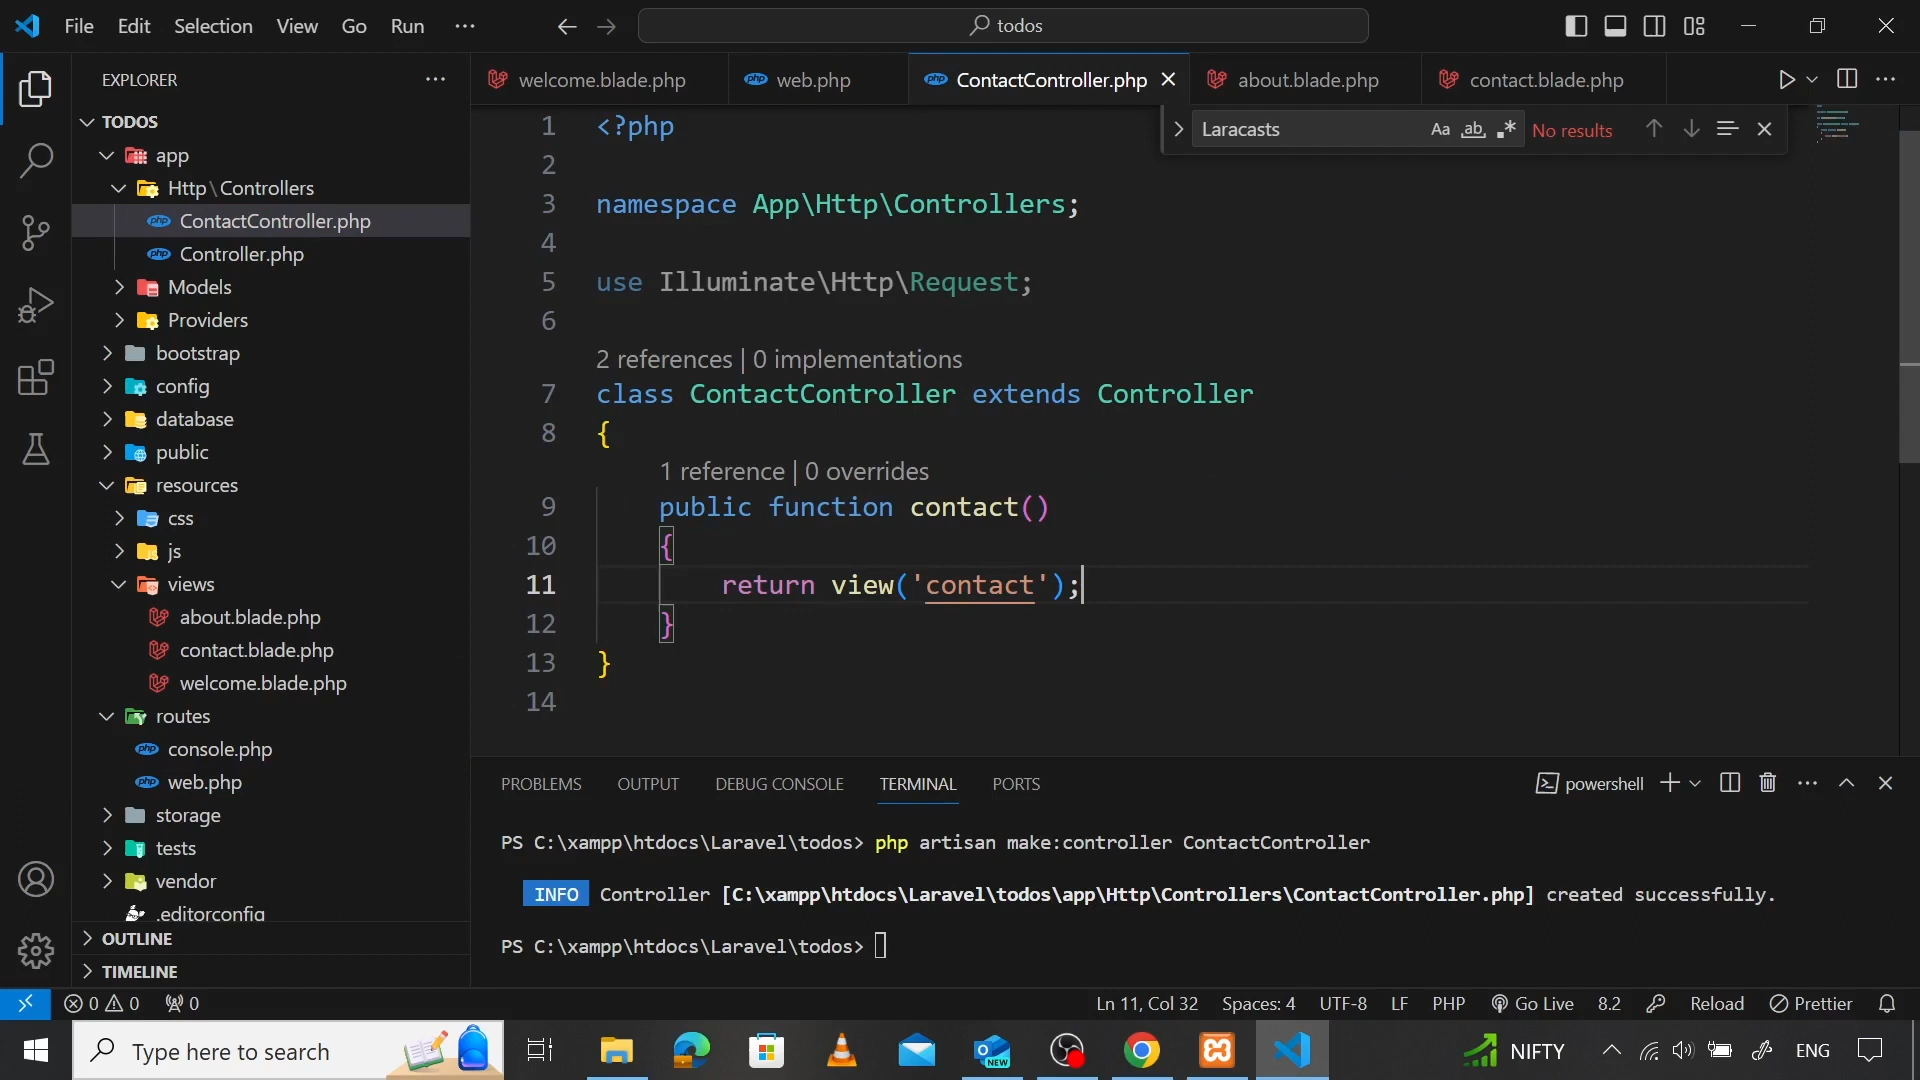 File Edit Selection View Go Run ···
todos
EXPLORER
TODOS
app
Http\Controllers
ContactController.php
Controller.php
Models
Providers
bootstrap
config
database
public
resources
css
js
views
about.blade.php
contact.blade.php
welcome.blade.php
routes
console.php
web.php
storage
tests
vendor
.editorconfig
OUTLINE
TIMELINE
welcome.blade.php web.php ContactController.php about.blade.php contact.blade.php
Laracasts Aa ab No results
1 <?php
2
3 namespace App\Http\Controllers;
4
5 use Illuminate\Http\Request;
6
2 references | 0 implementations
7 class ContactController extends Controller
8 {
1 reference | 0 overrides
9 public function contact()
10 {
11 return view('contact');
12 }
13 }
14
PROBLEMS OUTPUT DEBUG CONSOLE TERMINAL PORTS
powershell
PS C:\xampp\htdocs\Laravel\todos> php artisan make:controller ContactController
INFO Controller [C:\xampp\htdocs\Laravel\todos\app\Http\Controllers\ContactController.php] created successfully.
PS C:\xampp\htdocs\Laravel\todos>
0 0 0 Ln 11, Col 32 Spaces: 4 UTF-8 LF PHP Go Live 8.2 Reload Prettier
Type here to search
NEW
NIFTY
ENG